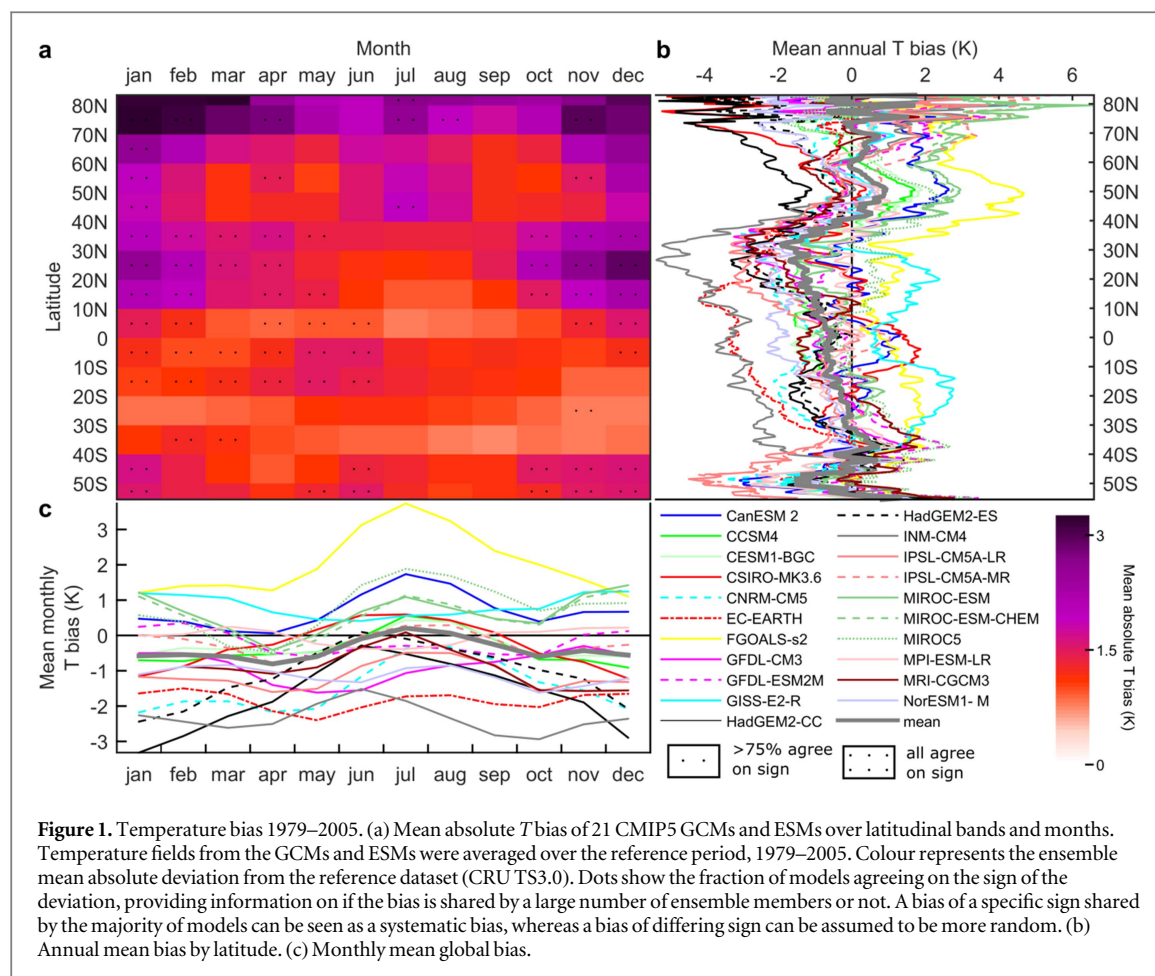 a
Month
jan feb mar apr may jun jul aug sep oct nov dec
Latitude
80N
70N
60N
50N
40N
30N
20N
10N
0
10S
20S
30S
40S
50S
b
Mean annual T bias (K)
-4 -2 0 2 4 6
80N
70N
60N
50N
40N
30N
20N
10N
0
10S
20S
30S
40S
50S
c
Mean monthly
T bias (K)
3
2
1
0
-1
-2
-3
jan feb mar apr may jun jul aug sep oct nov dec
CanESM 2
CCSM4
CESM1-BGC
CSIRO-MK3.6
CNRM-CM5
EC-EARTH
FGOALS-s2
GFDL-CM3
GFDL-ESM2M
GISS-E2-R
HadGEM2-CC
HadGEM2-ES
INM-CM4
IPSL-CM5A-LR
IPSL-CM5A-MR
MIROC-ESM
MIROC-ESM-CHEM
MIROC5
MPI-ESM-LR
MRI-CGCM3
NorESM1- M
mean
>75% agree
on sign
all agree
on sign
3
1.5
0
Mean absolute T bias (K)
Figure 1. Temperature bias 1979–2005. (a) Mean absolute T bias of 21 CMIP5 GCMs and ESMs over latitudinal bands and months.
Temperature fields from the GCMs and ESMs were averaged over the reference period, 1979–2005. Colour represents the ensemble
mean absolute deviation from the reference dataset (CRU TS3.0). Dots show the fraction of models agreeing on the sign of the
deviation, providing information on if the bias is shared by a large number of ensemble members or not. A bias of a specific sign shared
by the majority of models can be seen as a systematic bias, whereas a bias of differing sign can be assumed to be more random. (b)
Annual mean bias by latitude. (c) Monthly mean global bias.